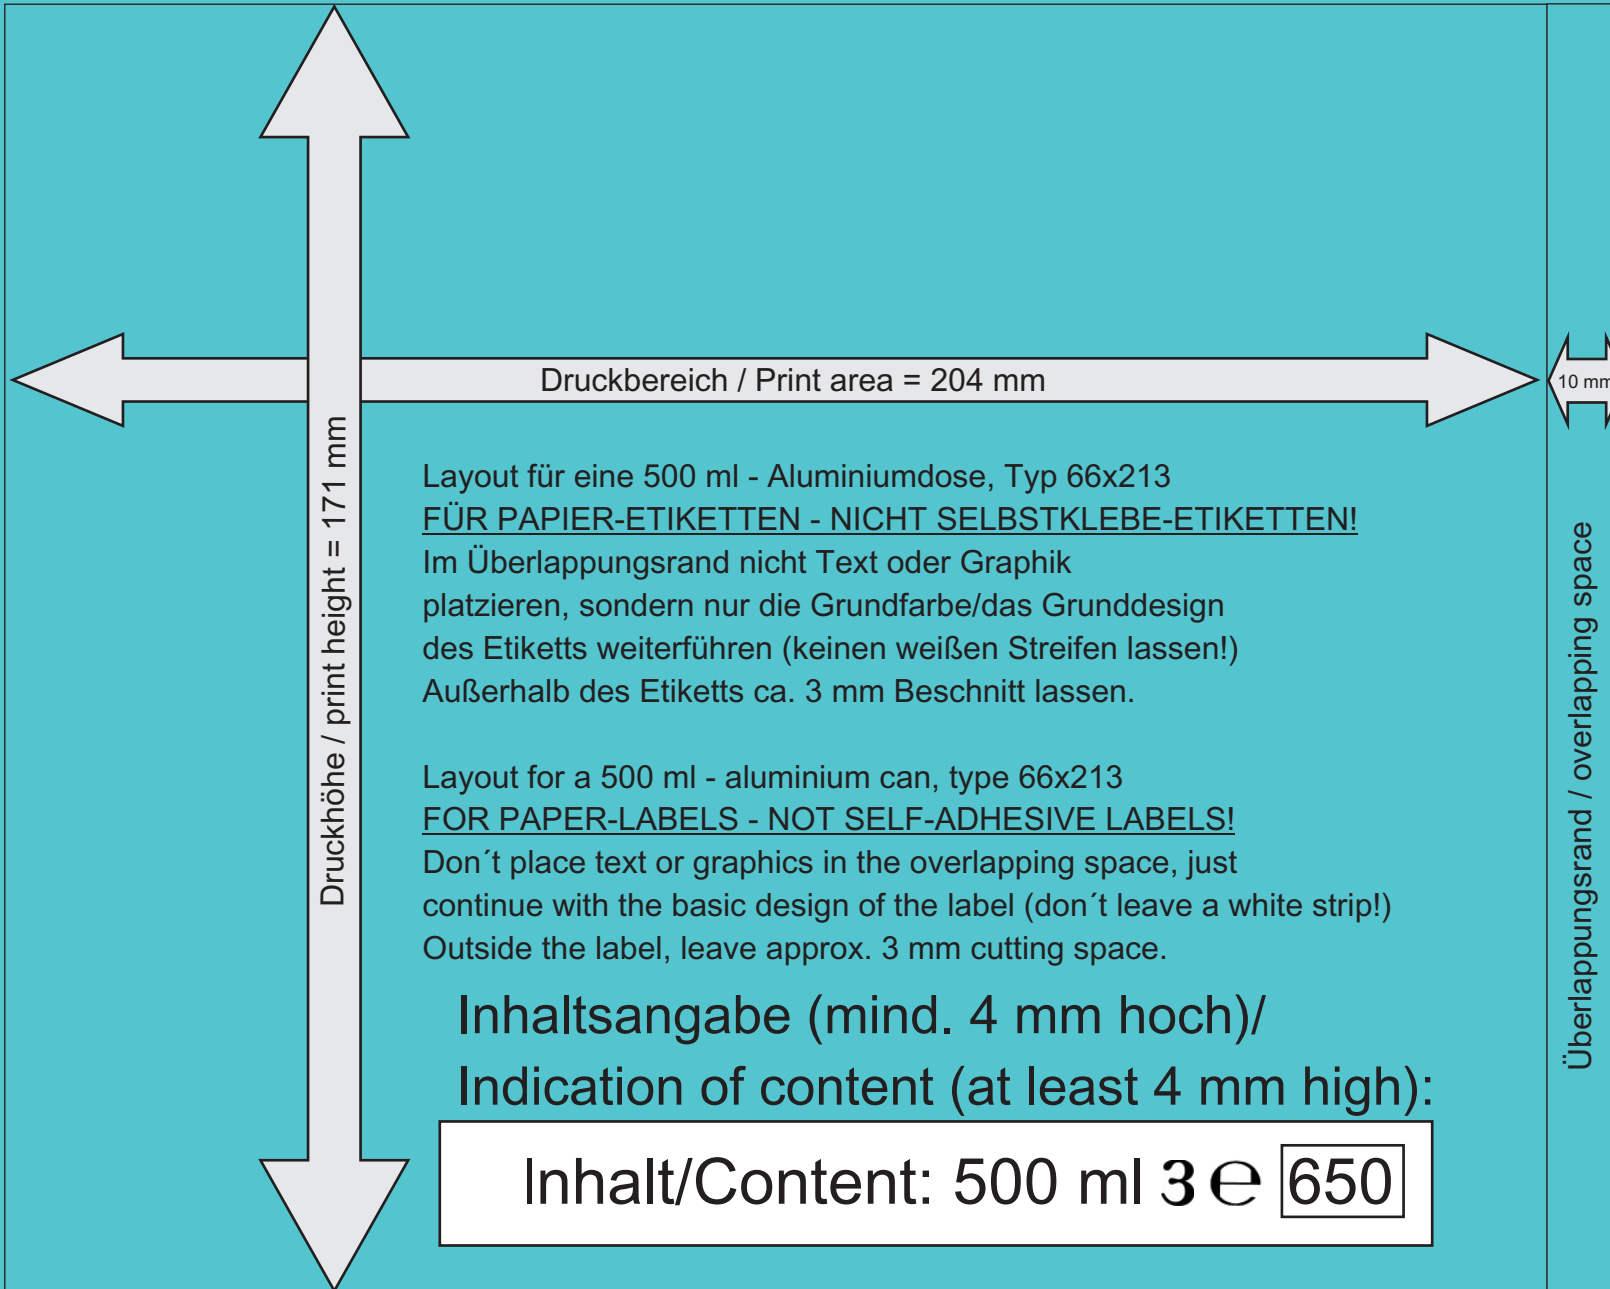 Druckbereich / Print area = 204 mm
10 mm
Druckhöhe / print height = 171 mm
Layout für eine 500 ml - Aluminiumdose, Typ 66x213
FÜR PAPIER-ETIKETTEN - NICHT SELBSTKLEBE-ETIKETTEN!
Im Überlappungsrand nicht Text oder Graphik
platzieren, sondern nur die Grundfarbe/das Grunddesign
des Etiketts weiterführen (keinen weißen Streifen lassen!)
Außerhalb des Etiketts ca. 3 mm Beschnitt lassen.
Layout for a 500 ml - aluminium can, type 66x213
FOR PAPER-LABELS - NOT SELF-ADHESIVE LABELS!
Don´t place text or graphics in the overlapping space, just
continue with the basic design of the label (don´t leave a white strip!)
Outside the label, leave approx. 3 mm cutting space.
Überlappungsrand / overlapping space
Inhaltsangabe (mind. 4 mm hoch)/
Indication of content (at least 4 mm high):
Inhalt/Content: 500 ml 3 ℮ 650